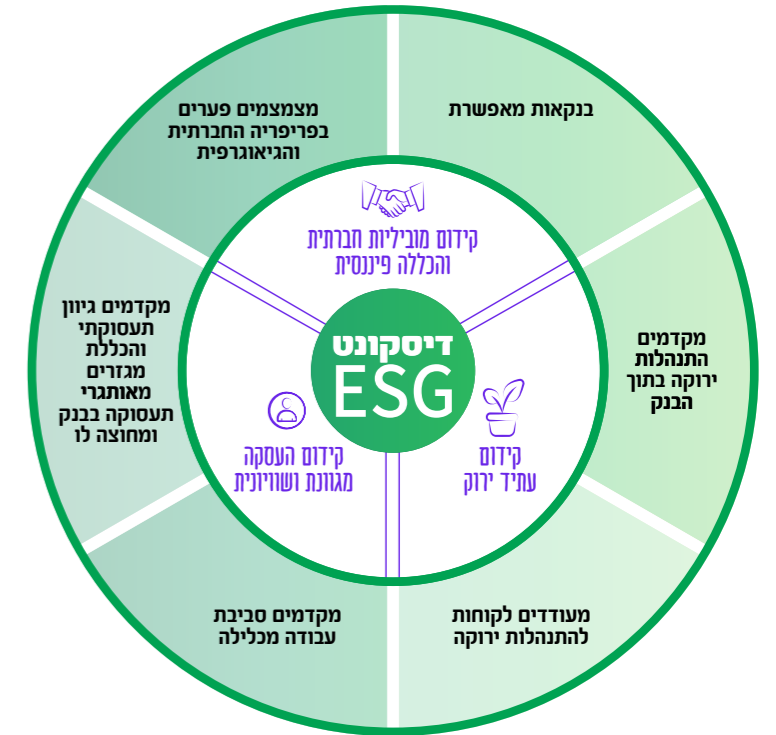 בנקאות מאפשרת
מצמצמים פערים
בפריפריה החברתית
והגיאוגרפית
קידום מוביליות חברתית
והכללה פיננסית
מקדמים
התנהלות
ירוקה בתוך
הבנק
דיסקונט
ESG
מקדמים גיוון
תעסוקתי
והכללת
מגזרים
מאותגרי
תעסוקה בבנק
ומחוצה לו
קידום
עתיד ירוק
קידום העסקה
מגוונת ושוויונית
מעודדים לקוחות
להתנהלות ירוקה
מקדמים סביבת
עבודה מכלילה